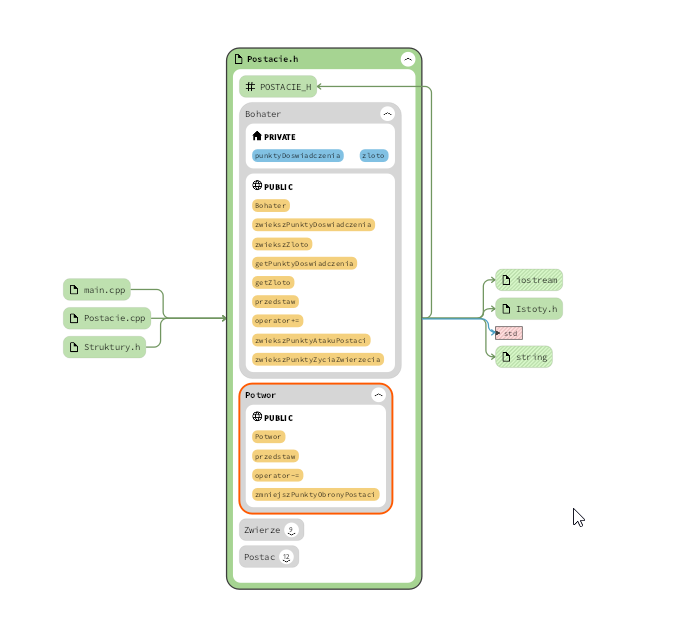 Postacie.h
POSTACIE_H
Bohater
PRIVATE
punktyDoswiadczenia zloto
PUBLIC
Bohater
zwiekszPunktyDoswiadczenia
zwiekszZloto
getPunktyDoswiadczenia
getZloto
przedstaw
operator+=
zwiekszPunktyAtakuPostaci
zwiekszPunktyZyciaZwierzecia
Potwor
PUBLIC
Potwor
przedstaw
operator-=
zmniejszPunktyObronyPostaci
Zwierze 9
Postac 12
main.cpp
Postacie.cpp
Struktury.h
iostream
Istoty.h
std
string